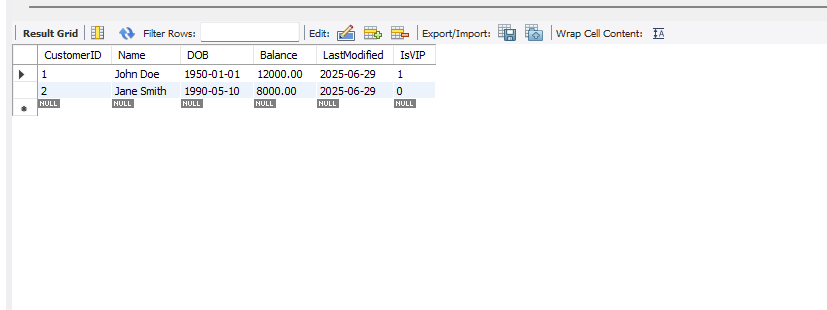 Result Grid Filter Rows: Edit: Export/Import: Wrap Cell Content: IA
CustomerID Name DOB Balance LastModified IsVIP
1 John Doe 1950-01-01 12000.00 2025-06-29 1
2 Jane Smith 1990-05-10 8000.00 2025-06-29 0
NULL NULL NULL NULL NULL NULL